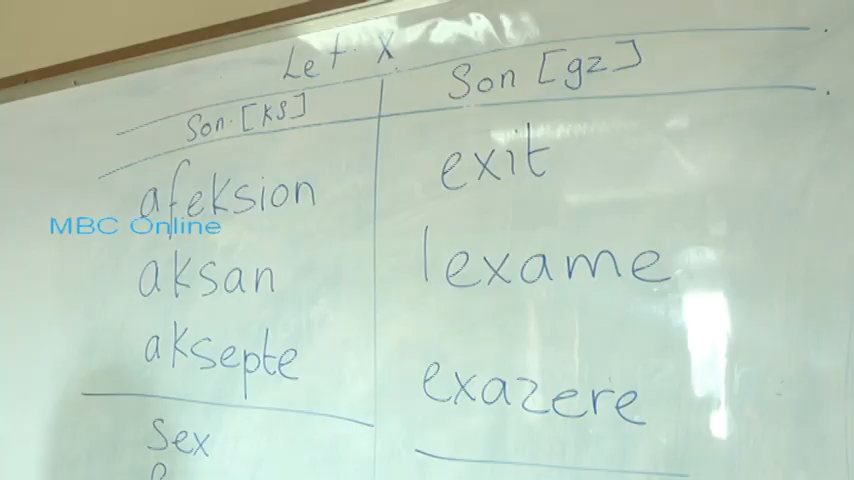 Let. X
Son. [ks]
Son [gz]
afeksion
exit
MBC Online
aksan
lexame
aksepte
exazere
sex